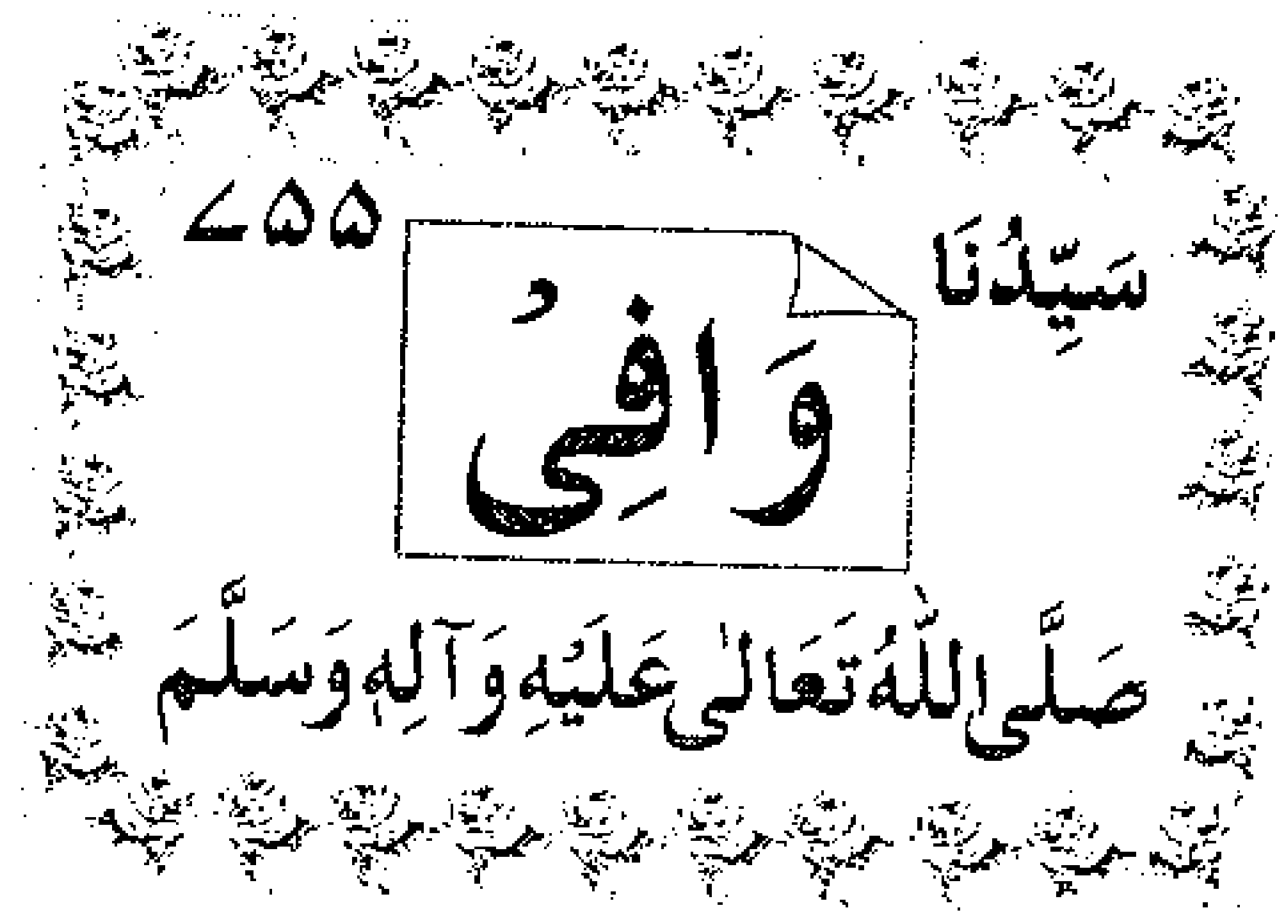 سَيِّدُنَا ۷۵۵
وَافِیُ
صَلَّی اللّٰهُ تَعَالٰی عَلَيْهِ وَآلِهٖ وَسَلَّمَ